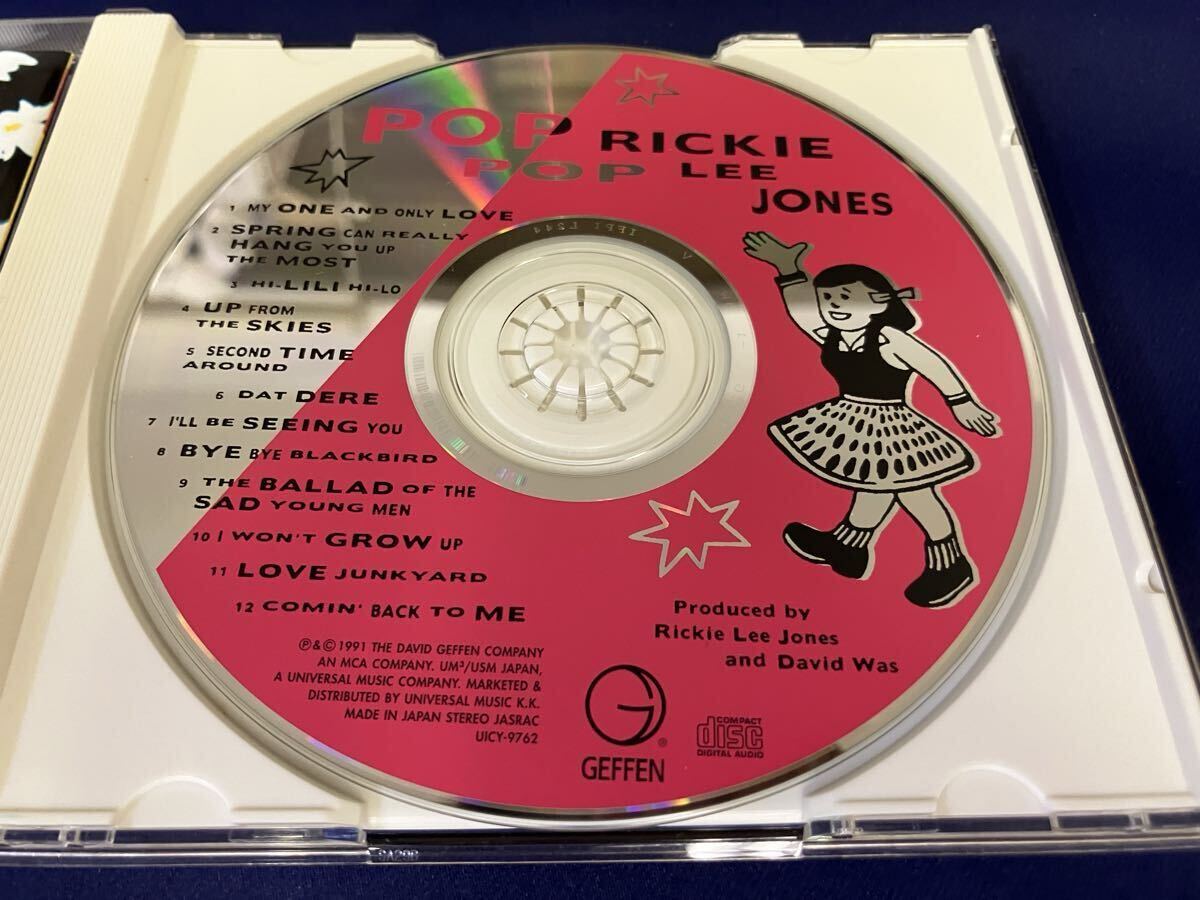 POP RICKIE
POP LEE
JONES
1 MY ONE AND ONLY LOVE
2 SPRING CAN REALLY
HANG YOU UP
THE MOST
3 HI-LILI HI-LO
4 UP FROM
THE SKIES
5 SECOND TIME
AROUND
6 DAT DERE
7 I'LL BE SEEING YOU
8 BYE BYE BLACKBIRD
9 THE BALLAD OF THE
SAD YOUNG MEN
10 I WON'T GROW UP
11 LOVE JUNKYARD
12 COMIN' BACK TO ME
Produced by
Rickie Lee Jones
and David Was
℗&©1991 THE DAVID GEFFEN COMPANY
AN MCA COMPANY. UM³/USM JAPAN,
A UNIVERSAL MUSIC COMPANY. MARKETED &
DISTRIBUTED BY UNIVERSAL MUSIC K.K.
MADE IN JAPAN STEREO JASRAC
UICY-9762
G®
GEFFEN
COMPACT
disc
DIGITAL AUDIO
IFPI L244